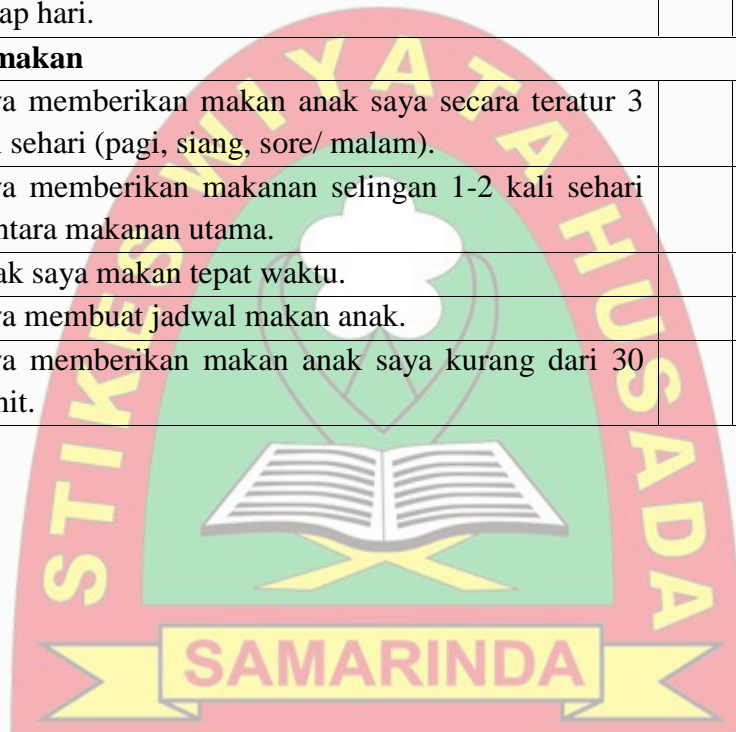 ap hari.
makan
a memberikan makan anak saya secara teratur 3
sehari (pagi, siang, sore/ malam).
a memberikan makanan selingan 1-2 kali sehari
ntara makanan utama.
ak saya makan tepat waktu.
a membuat jadwal makan anak.
a memberikan makan anak saya kurang dari 30
nit.
STIKES WIYATA HUSADA
SAMARINDA